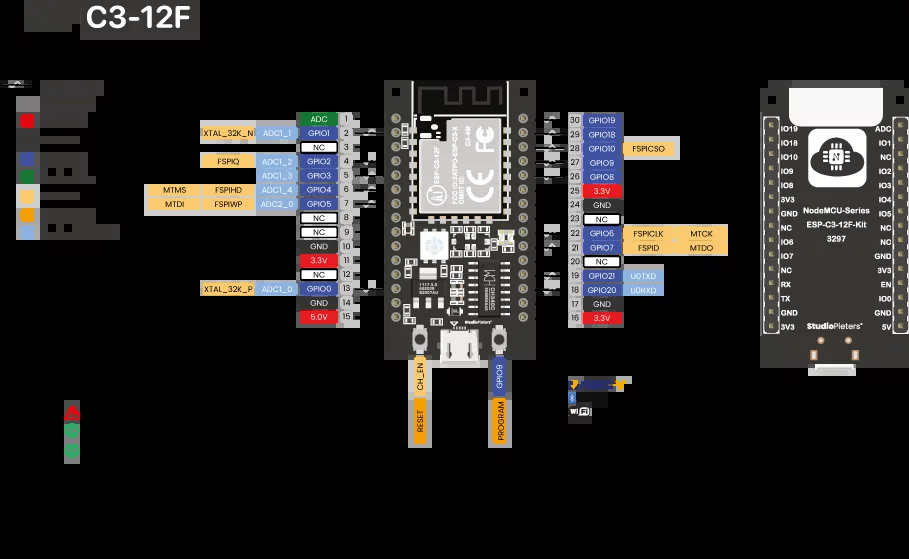 C3-12F
ADC 1
XTAL_32K_N ADC1_1 GPIO1 2
NC 3
FSPIQ ADC1_2 GPIO2 4
ADC1_3 GPIO3 5
MTMS FSPIHD ADC1_4 GPIO4 6
MTDI FSPIWP ADC2_0 GPIO5 7
NC 8
NC 9
GND 10
3.3V 11
NC 12
XTAL_32K_P ADC1_0 GPIO0 13
GND 14
5.0V 15
ESP-C3-12F
CE
FC
CH_EN
RESET
GPIO9
PROGRAM
StudioPieters
30 GPIO19
29 GPIO18
28 GPIO10 FSPICSO
27 GPIO9
26 GPIO8
25 3.3V
24 GND
23 NC
22 GPIO6 FSPICLK MTCK
21 GPIO7 FSPID MTDO
20 NC
19 GPIO21 U0TXD
18 GPIO20 U0RXD
17 GND
16 3.3V
WiFi
IO19 ADC
IO18 IO1
IO10 NC
IO9 IO2
IO8 IO3
3V3 IO4
GND IO5
NC NC
IO6 NC
IO7 GND
NC 3V3
RX EN
TX IO0
GND GND
3V3 5V
NodeMCU-Series
ESP-C3-12F-Kit
3297
StudioPieters